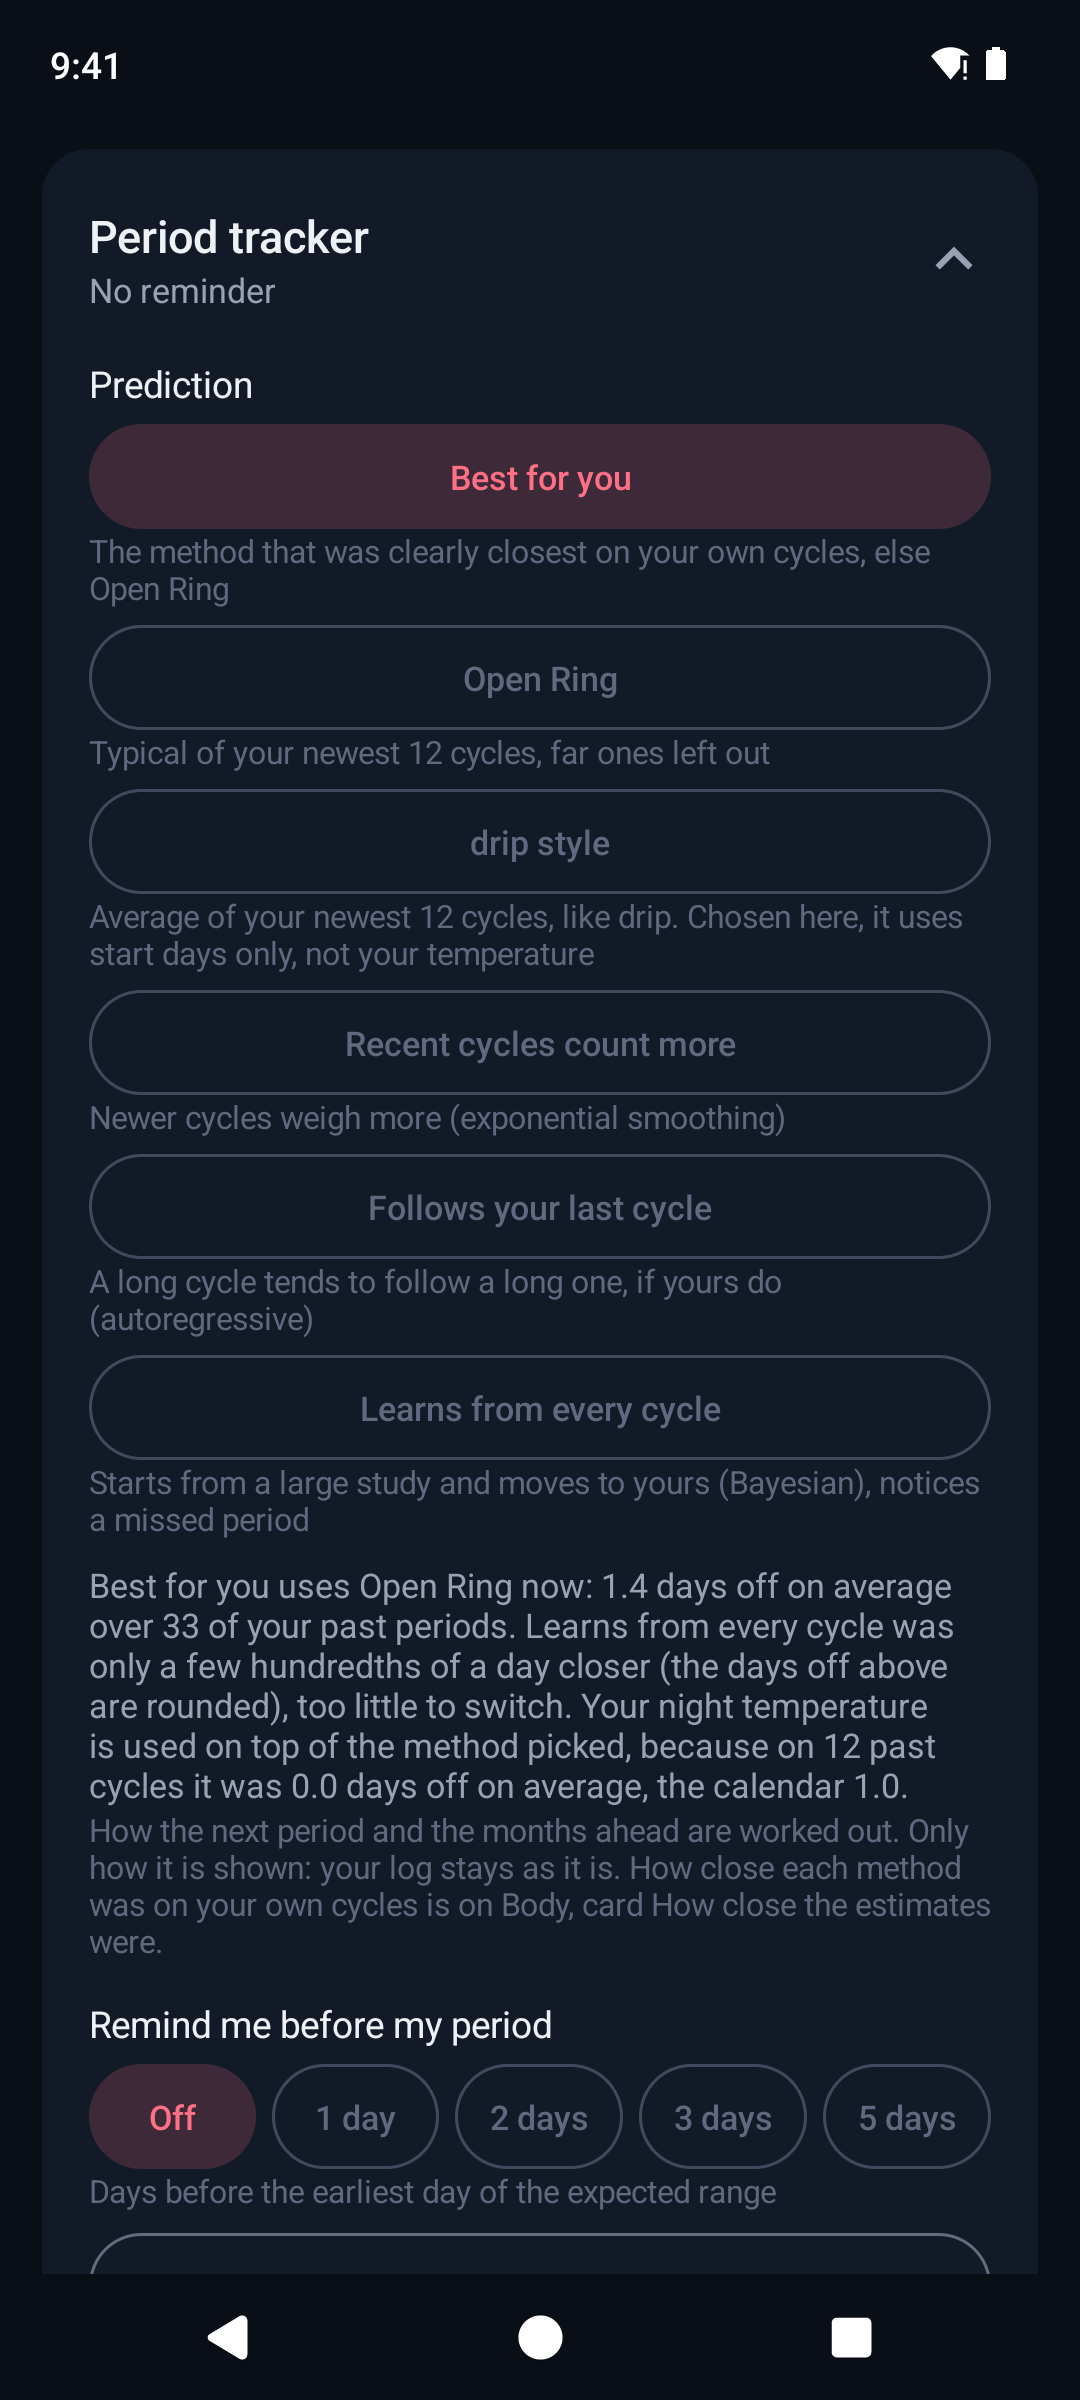 9:41
Period tracker
No reminder
Prediction
Best for you
The method that was clearly closest on your own cycles, else
Open Ring
Open Ring
Typical of your newest 12 cycles, far ones left out
drip style
Average of your newest 12 cycles, like drip. Chosen here, it uses
start days only, not your temperature
Recent cycles count more
Newer cycles weigh more (exponential smoothing)
Follows your last cycle
A long cycle tends to follow a long one, if yours do
(autoregressive)
Learns from every cycle
Starts from a large study and moves to yours (Bayesian), notices
a missed period
Best for you uses Open Ring now: 1.4 days off on average
over 33 of your past periods. Learns from every cycle was
only a few hundredths of a day closer (the days off above
are rounded), too little to switch. Your night temperature
is used on top of the method picked, because on 12 past
cycles it was 0.0 days off on average, the calendar 1.0.
How the next period and the months ahead are worked out. Only
how it is shown: your log stays as it is. How close each method
was on your own cycles is on Body, card How close the estimates
were.
Remind me before my period
Off
1 day
2 days
3 days
5 days
Days before the earliest day of the expected range